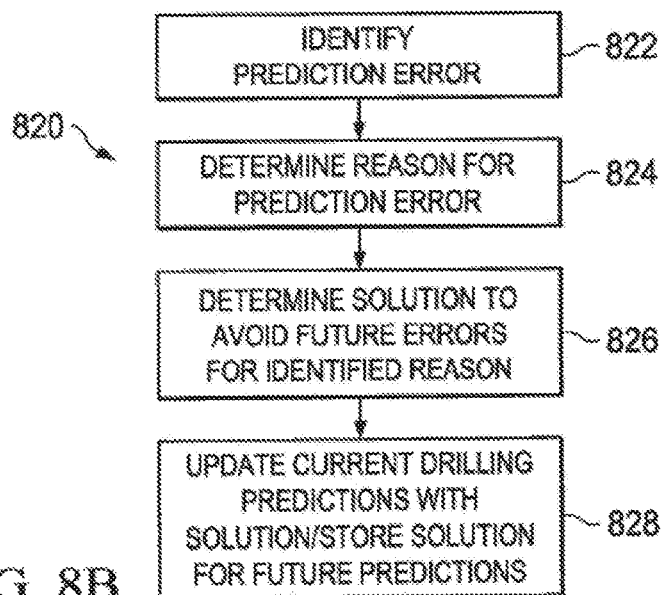 IDENTIFY
PREDICTION ERROR
822
820
DETERMINE REASON FOR
PREDICTION ERROR
824
DETERMINE SOLUTION TO
AVOID FUTURE ERRORS
FOR IDENTIFIED REASON
826
UPDATE CURRENT DRILLING
PREDICTIONS WITH
SOLUTION/STORE SOLUTION
FOR FUTURE PREDICTIONS
828
G. 8B